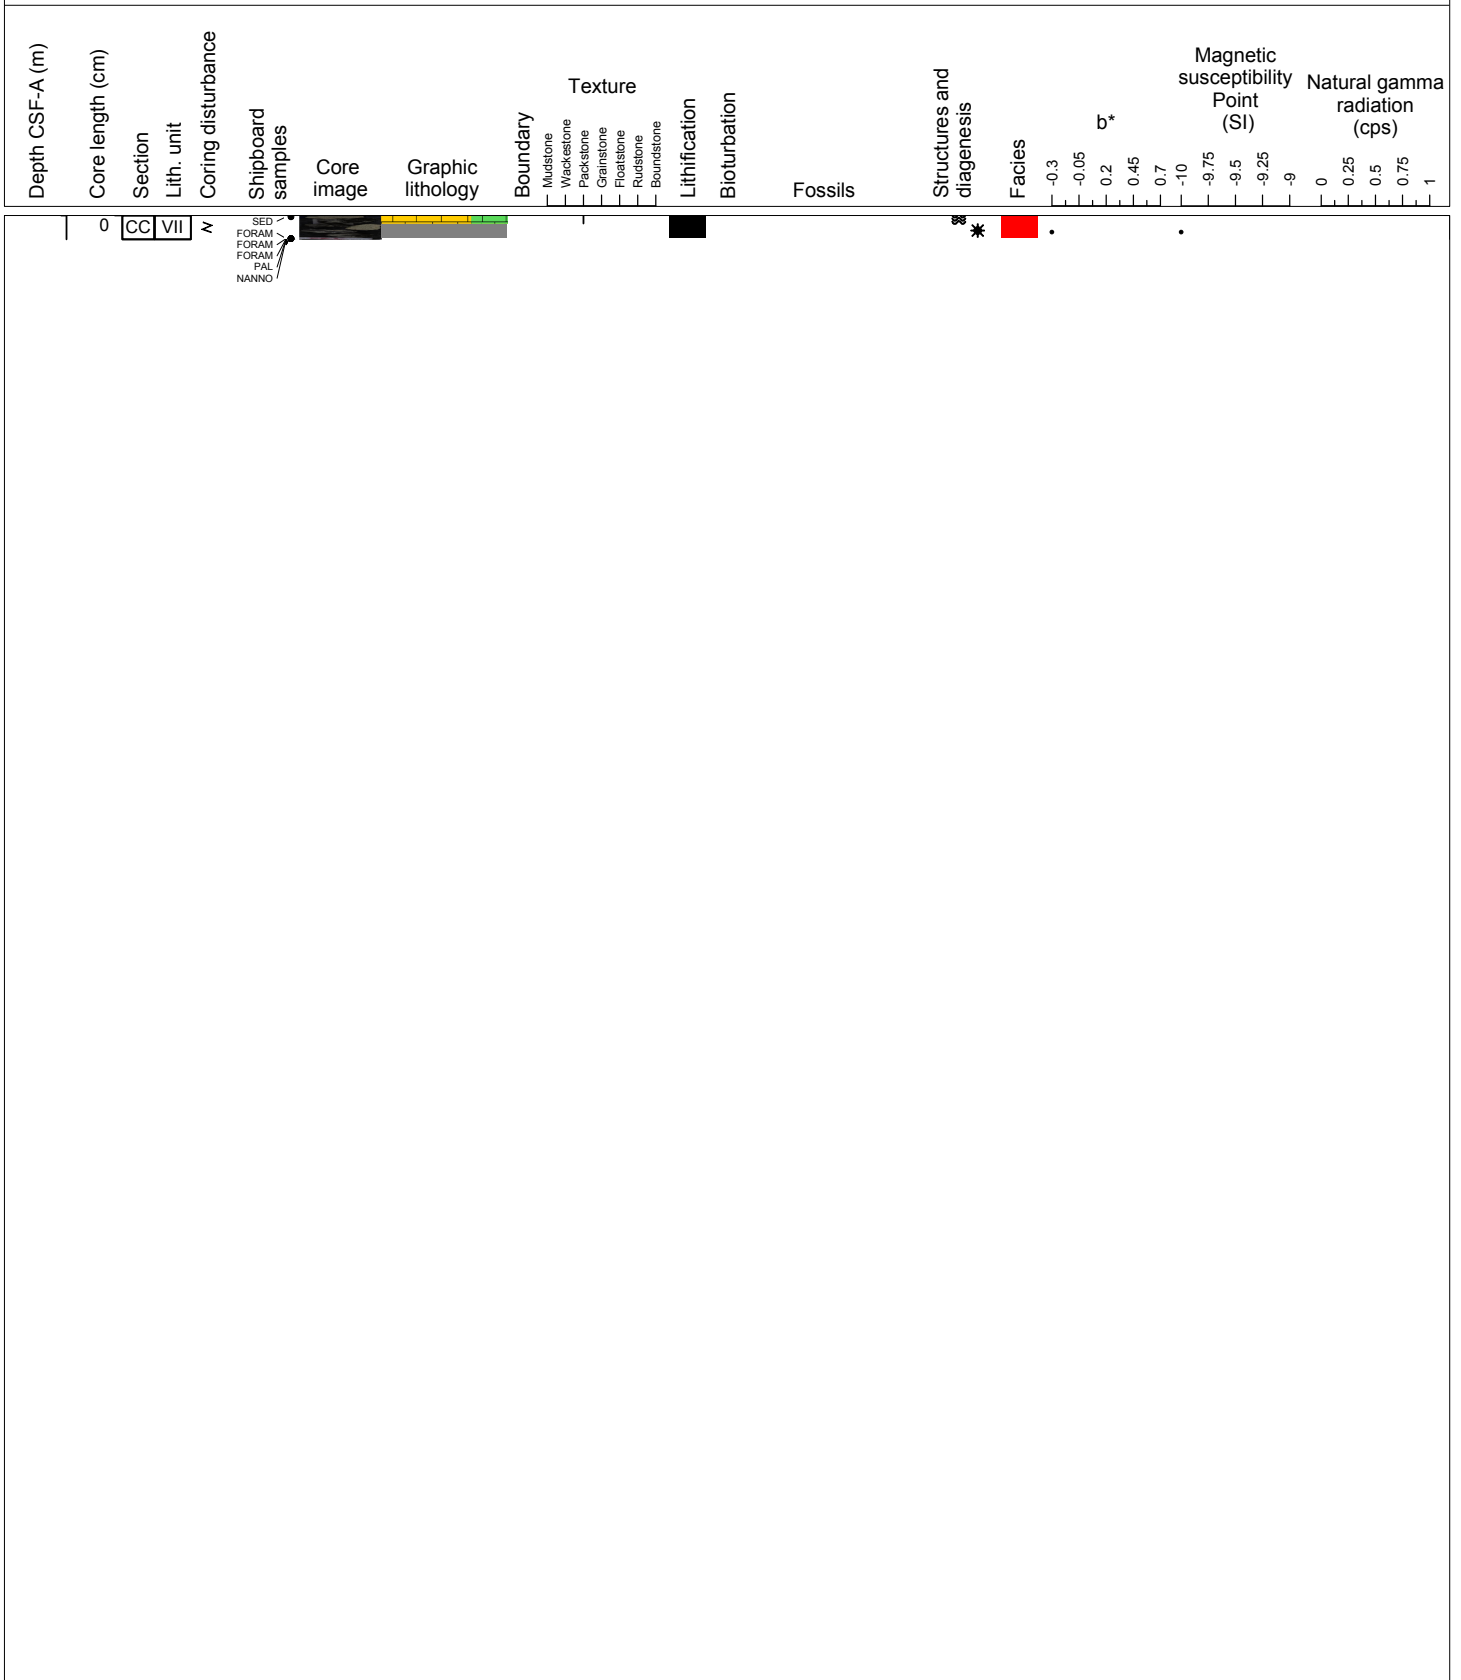 Depth CSF-A (m)
Core length (cm)
Section
Lith. unit
Coring disturbance
Shipboard
samples
Core
image
Graphic
lithology
Boundary
Texture
Mudstone
Wackestone
Packstone
Grainstone
Floatstone
Rudstone
Boundstone
Lithification
Bioturbation
Fossils
Structures and
diagenesis
Facies
b*
-0.3
-0.05
0.2
0.45
0.7
Magnetic
susceptibility
Point
(SI)
-10
-9.75
-9.5
-9.25
-9
Natural gamma
radiation
(cps)
0
0.25
0.5
0.75
1
0
CC
VII
SED
FORAM
FORAM
FORAM
PAL
NANNO